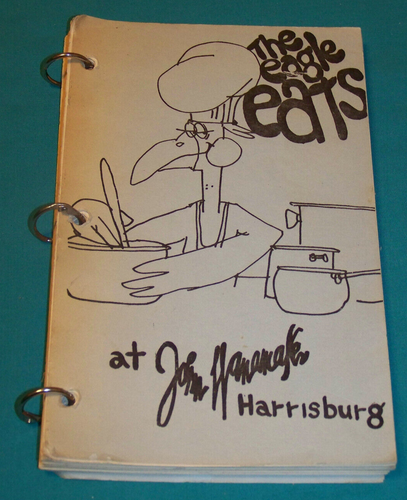 The
eagle
eats
at John Wanamaker
Harrisburg